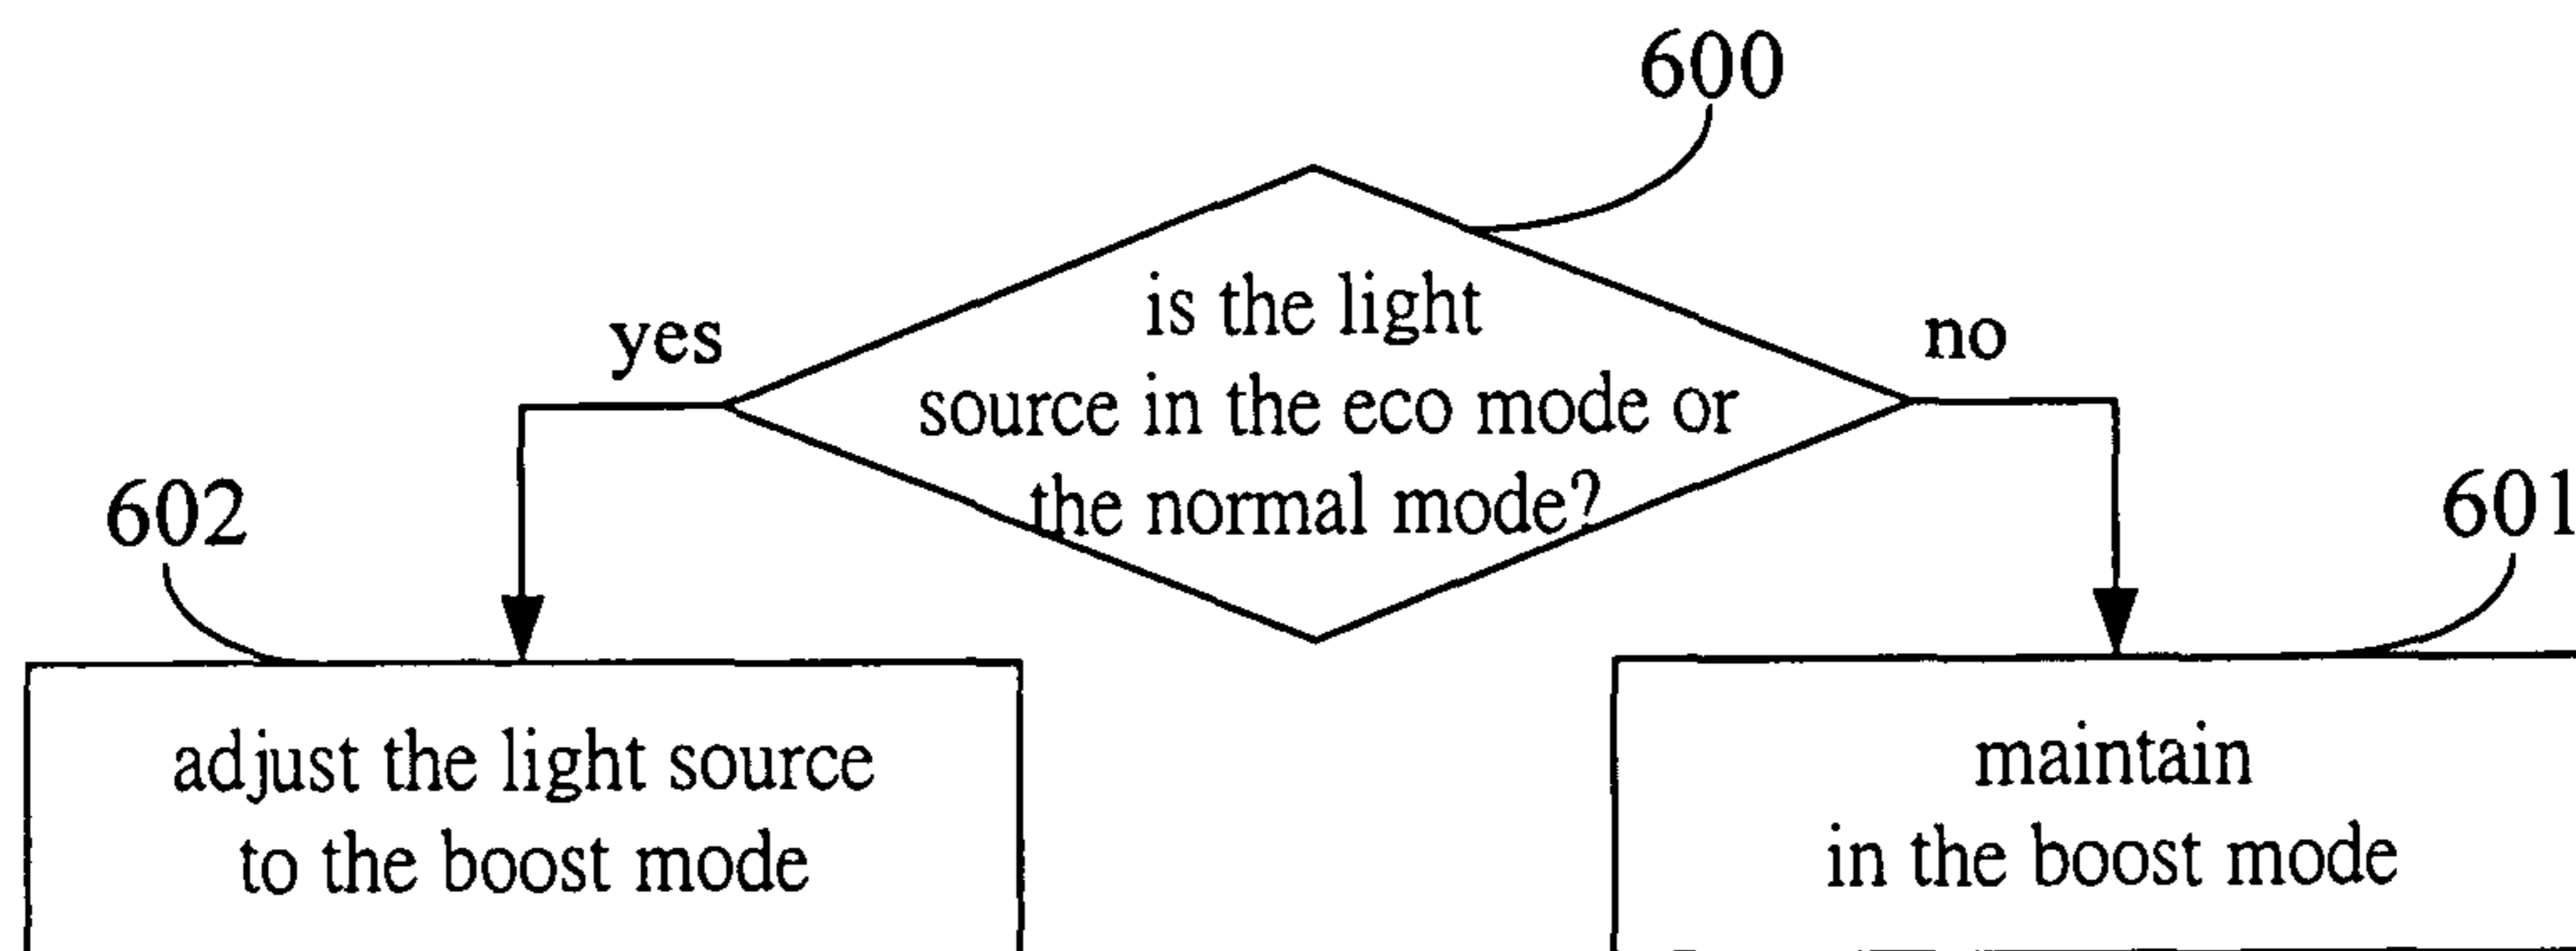 600
is the light
yes
no
source in the eco mode or
the normal mode?
602
601
adjust the light source
to the boost mode
maintain
in the boost mode